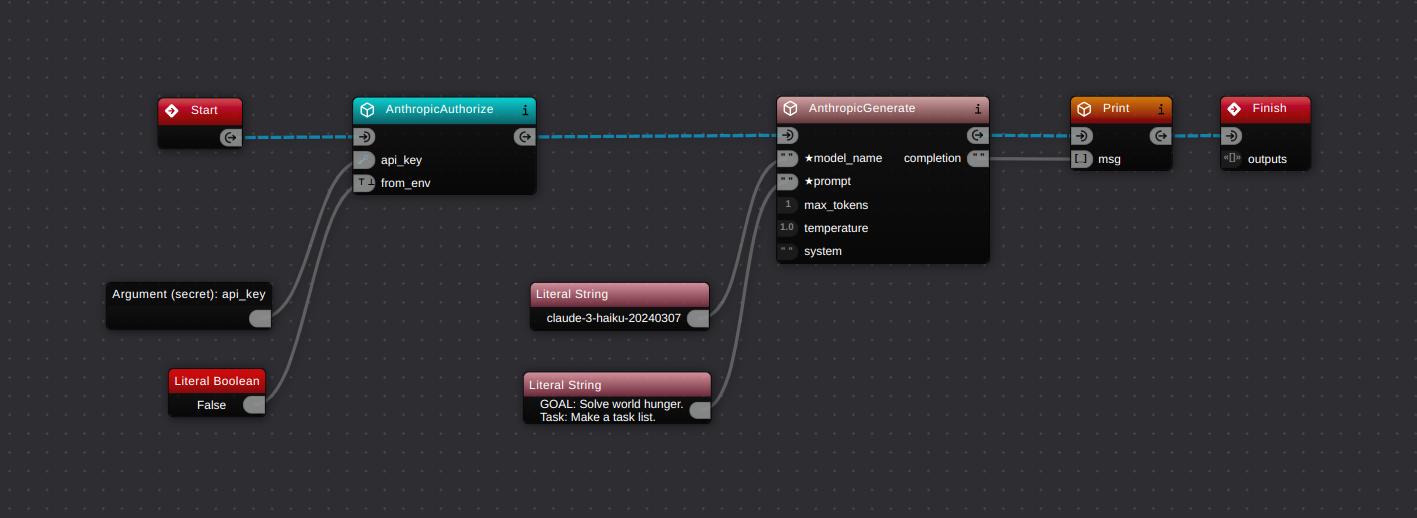 Start
AnthropicAuthorize i
api_key
from_env
Argument (secret): api_key
Literal Boolean
False
Literal String
claude-3-haiku-20240307
Literal String
GOAL: Solve world hunger.
Task: Make a task list.
AnthropicGenerate i
" " ★model_name completion " "
" " ★prompt
1 max_tokens
1.0 temperature
" " system
Print i
[ ] msg
Finish
«[]» outputs